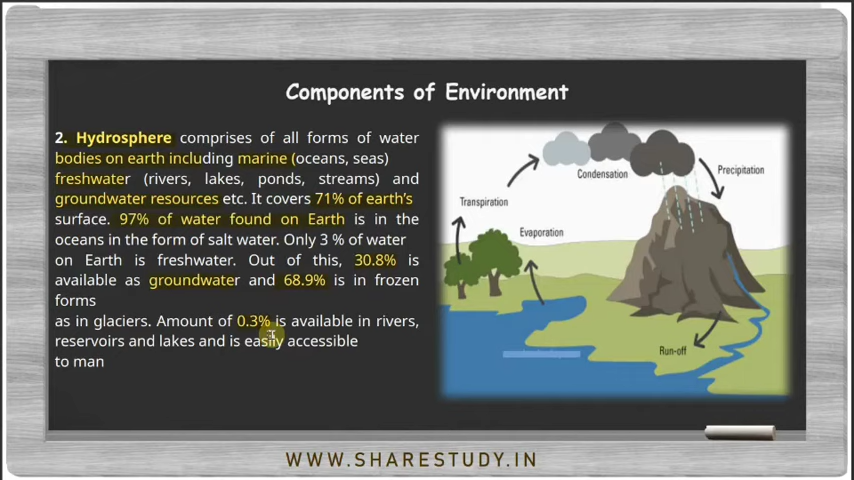 Components of Environment
2. Hydrosphere comprises of all forms of water
bodies on earth including marine (oceans, seas)
freshwater (rivers, lakes, ponds, streams) and
groundwater resources etc. It covers 71% of earth's
surface. 97% of water found on Earth is in the
oceans in the form of salt water. Only 3 % of water
on Earth is freshwater. Out of this, 30.8% is
available as groundwater and 68.9% is in frozen
forms
as in glaciers. Amount of 0.3% is available in rivers,
reservoirs and lakes and is easily accessible
to man
Condensation
Precipitation
Transpiration
Evaporation
Run-off
WWW.SHARESTUDY.IN